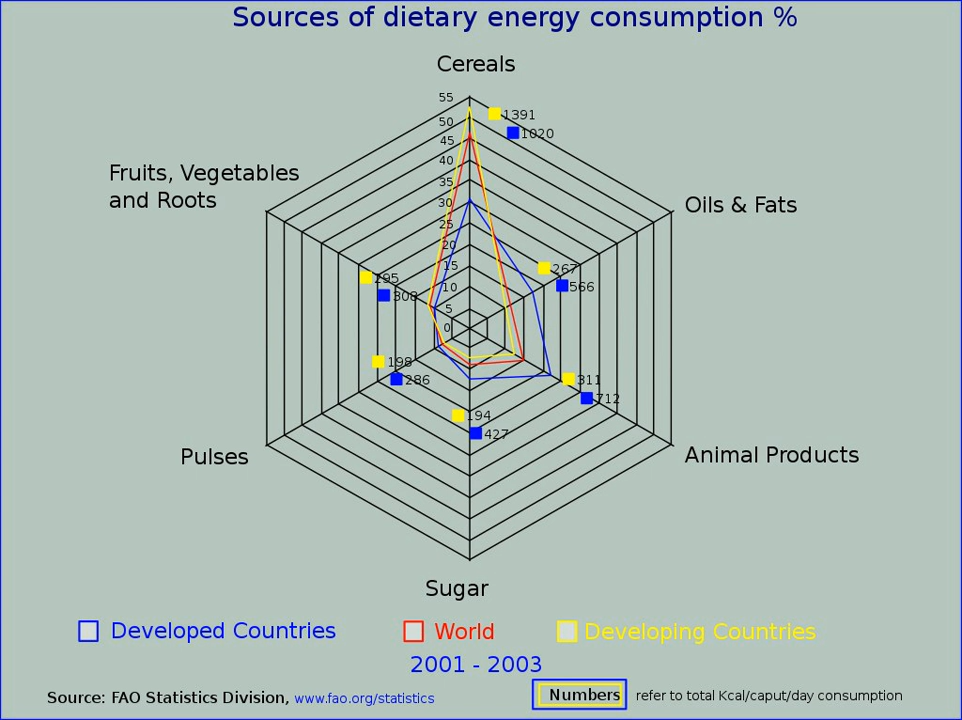 Sources of dietary energy consumption %
Cereals
55
1391
50
1020
45
40
Fruits, Vegetables
and Roots
35
30
Oils & Fats
25
20
15
267
295
10
566
308
5
0
198
311
286
712
194
427
Pulses
Animal Products
Sugar
Developed Countries
World
Developing Countries
2001 - 2003
Source: FAO Statistics Division, www.fao.org/statistics
Numbers refer to total Kcal/caput/day consumption